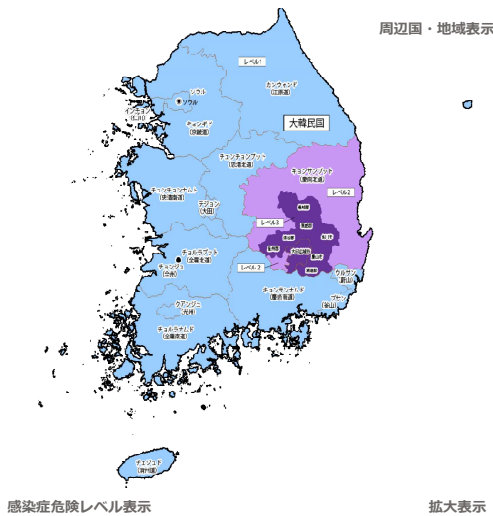 周辺国・地域表示
レベル1
カンウォンド
(江原道)
ソウル
ソウル
インチョン
(仁川)
キョンギド
(京畿道)
大韓民国
チュンチョンプット
(忠清北道)
キョンサンプット
(慶尚北道)
レベル2
チュンチョンナムド
(忠清南道)
テジョン
(大田)
レベル3
チョルラプット
(全羅北道)
チョンジュ
(全州)
レベル2
ウルサン
(蔚山)
キョンサンナムド
(慶尚南道)
プサン
(釜山)
クアンジュ
(光州)
チョルラナムド
(全羅南道)
チェジュド
(済州道)
感染症危険レベル表示
拡大表示